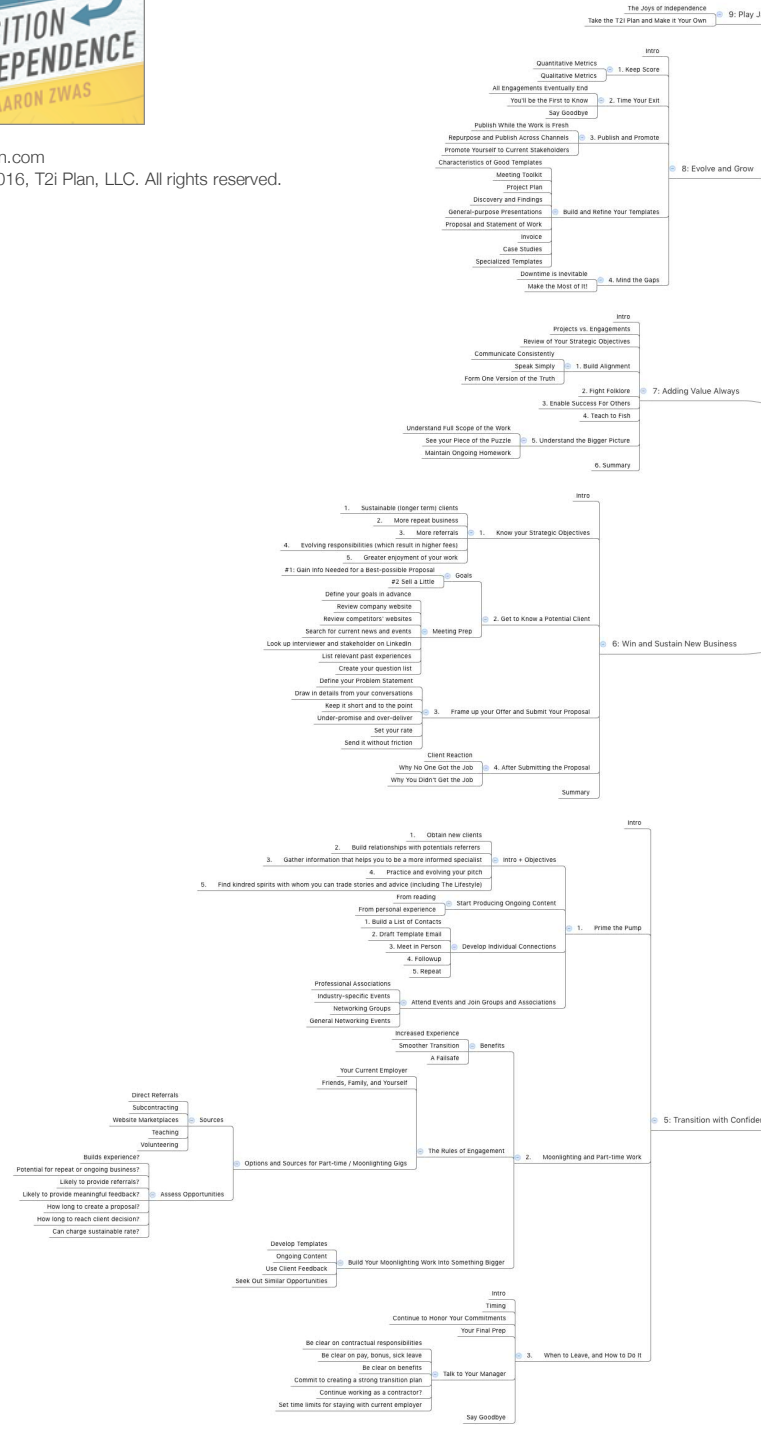 ITION
EPENDENCE
AARON ZWAS
n.com
016, T2i Plan, LLC. All rights reserved.
The Joys of Independence
Take the T2i Plan and Make it Your Own
9: Play J
Intro
Quantitative Metrics
Qualitative Metrics
1. Keep Score
All Engagements Eventually End
You'll be the First to Know
Say Goodbye
2. Time Your Exit
Publish While the Work is Fresh
Repurpose and Publish Across Channels
Promote Yourself to Current Stakeholders
3. Publish and Promote
Characteristics of Good Templates
Meeting Toolkit
Project Plan
Discovery and Findings
General-purpose Presentations
Proposal and Statement of Work
Invoice
Case Studies
Specialized Templates
Build and Refine Your Templates
Downtime is Inevitable
Make the Most of It!
4. Mind the Gaps
8: Evolve and Grow
Intro
Projects vs. Engagements
Review of Your Strategic Objectives
Communicate Consistently
Speak Simply
Form One Version of the Truth
1. Build Alignment
2. Fight Folklore
3. Enable Success For Others
4. Teach to Fish
Understand Full Scope of the Work
See your Piece of the Puzzle
Maintain Ongoing Homework
5. Understand the Bigger Picture
6. Summary
7: Adding Value Always
Intro
1. Sustainable (longer term) clients
2. More repeat business
3. More referrals
4. Evolving responsibilities (which result in higher fees)
5. Greater enjoyment of your work
1. Know your Strategic Objectives
#1: Gain Info Needed for a Best-possible Proposal
#2 Sell a Little
Goals
Define your goals in advance
Review company website
Review competitors' websites
Search for current news and events
Look up interviewer and stakeholder on LinkedIn
List relevant past experiences
Create your question list
Meeting Prep
2. Get to Know a Potential Client
Define your Problem Statement
Draw in details from your conversations
Keep it short and to the point
Under-promise and over-deliver
Set your rate
Send it without friction
3. Frame up your Offer and Submit Your Proposal
Client Reaction
Why No One Got the Job
Why You Didn't Get the Job
4. After Submitting the Proposal
Summary
6: Win and Sustain New Business
Intro
1. Obtain new clients
2. Build relationships with potentials referrers
3. Gather information that helps you to be a more informed specialist
4. Practice and evolving your pitch
5. Find kindred spirits with whom you can trade stories and advice (including The Lifestyle)
Intro + Objectives
From reading
From personal experience
Start Producing Ongoing Content
1. Build a List of Contacts
2. Draft Template Email
3. Meet in Person
4. Followup
5. Repeat
Develop Individual Connections
Professional Associations
Industry-specific Events
Networking Groups
General Networking Events
Attend Events and Join Groups and Associations
1. Prime the Pump
Increased Experience
Smoother Transition
A Failsafe
Benefits
Your Current Employer
Friends, Family, and Yourself
Direct Referrals
Subcontracting
Website Marketplaces
Teaching
Volunteering
Sources
Builds experience?
Potential for repeat or ongoing business?
Likely to provide referrals?
Likely to provide meaningful feedback?
How long to create a proposal?
How long to reach client decision?
Can charge sustainable rate?
Assess Opportunities
Options and Sources for Part-time / Moonlighting Gigs
The Rules of Engagement
Develop Templates
Ongoing Content
Use Client Feedback
Seek Out Similar Opportunities
Build Your Moonlighting Work Into Something Bigger
2. Moonlighting and Part-time Work
Intro
Timing
Continue to Honor Your Commitments
Your Final Prep
Be clear on contractual responsibilities
Be clear on pay, bonus, sick leave
Be clear on benefits
Commit to creating a strong transition plan
Continue working as a contractor?
Set time limits for staying with current employer
Talk to Your Manager
Say Goodbye
3. When to Leave, and How to Do It
5: Transition with Confide